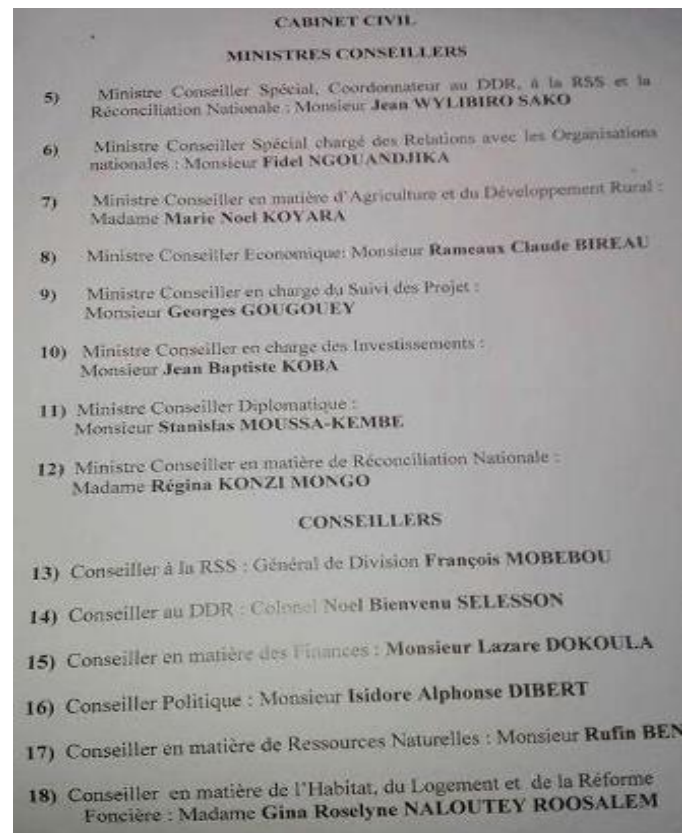 CABINET CIVIL
MINISTRES CONSEILLERS
5) Ministre Conseiller Spécial, Coordonnateur au DDR, à la RSS et la
Réconciliation Nationale : Monsieur Jean WYLIBIRO SAKO
6) Ministre Conseiller Spécial chargé des Relations avec les Organisations
nationales : Monsieur Fidel NGOUANDJIKA
7) Ministre Conseiller en matière d'Agriculture et du Développement Rural :
Madame Marie Noel KOYARA
8) Ministre Conseiller Economique: Monsieur Rameaux Claude BIREAU
9) Ministre Conseiller en charge du Suivi des Projet :
Monsieur Georges GOUGOUEY
10) Ministre Conseiller en charge des Investissements :
Monsieur Jean Baptiste KOBA
11) Ministre Conseiller Diplomatique :
Monsieur Stanislas MOUSSA-KEMBE
12) Ministre Conseiller en matière de Réconciliation Nationale :
Madame Régina KONZI MONGO
CONSEILLERS
13) Conseiller à la RSS : Général de Division François MOBEBOU
14) Conseiller au DDR : Colonel Noel Bienvenu SELESSON
15) Conseiller en matière des Finances : Monsieur Lazare DOKOULA
16) Conseiller Politique : Monsieur Isidore Alphonse DIBERT
17) Conseiller en matière de Ressources Naturelles : Monsieur Rufin BEN
18) Conseiller en matière de l'Habitat, du Logement et de la Réforme
Foncière : Madame Gina Roselyne NALOUTEY ROOSALEM